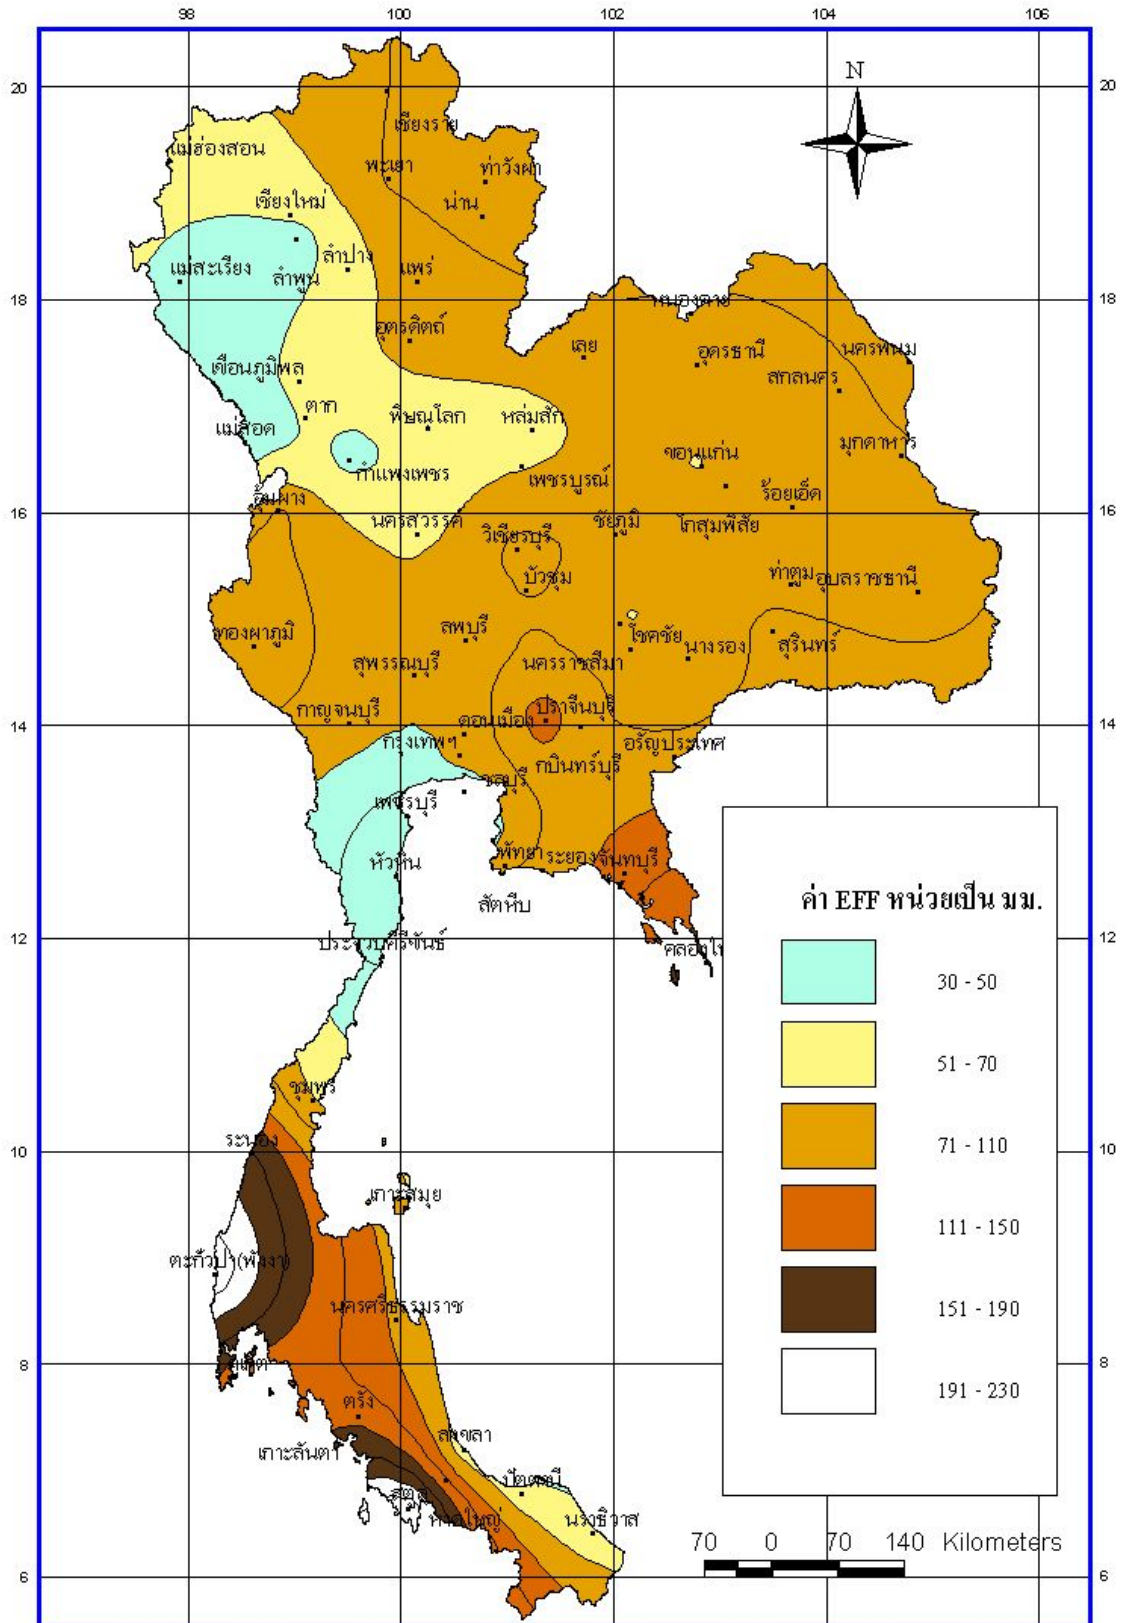 98 100 102 104 106
N
20 20
เชียงราย
แม่ฮ่องสอน
พะเยา
ท่าวังผา
เชียงใหม่
น่าน
ลำปาง
แม่สะเรียง
ลำพูน
แพร่
18 18
หนองคาย
อุตรดิตถ์
เลย
อุดรธานี
นครพนม
เขื่อนภูมิพล
สกลนคร
ตาก
พิษณุโลก
หล่มสัก
แม่สอด
มุกดาหาร
ขอนแก่น
กำแพงเพชร
เพชรบูรณ์
ร้อยเอ็ด
อุ้มผาง
16 16
นครสวรรค์
วิเชียรบุรี
ชัยภูมิ
โกสุมพิสัย
บัวชุม
ท่าตูม
อุบลราชธานี
ทองผาภูมิ
ลพบุรี
โชคชัย
นางรอง
สุรินทร์
สุพรรณบุรี
นครราชสีมา
กาญจนบุรี
ดอนเมือง
ปราจีนบุรี
14 14
กรุงเทพฯ
อรัญประเทศ
ชลบุรี
กบินทร์บุรี
เพชรบุรี
หัวหิน
พัทยา
ระยอง
จันทบุรี
สัตหีบ
ค่า EFF หน่วยเป็น มม.
12 12
ประจวบคีรีขันธ์
คลองให
30 - 50
51 - 70
ชุมพร
71 - 110
ระนอง
10 10
เกาะสมุย
111 - 150
ตะกั่วป่า(พังงา)
นครศรีธรรมราช
151 - 190
8 8
ภูเก็ต
191 - 230
ตรัง
สงขลา
เกาะลันตา
ปัตตานี
สตูล
หาดใหญ่
นราธิวาส
70 0 70 140 Kilometers
6 6